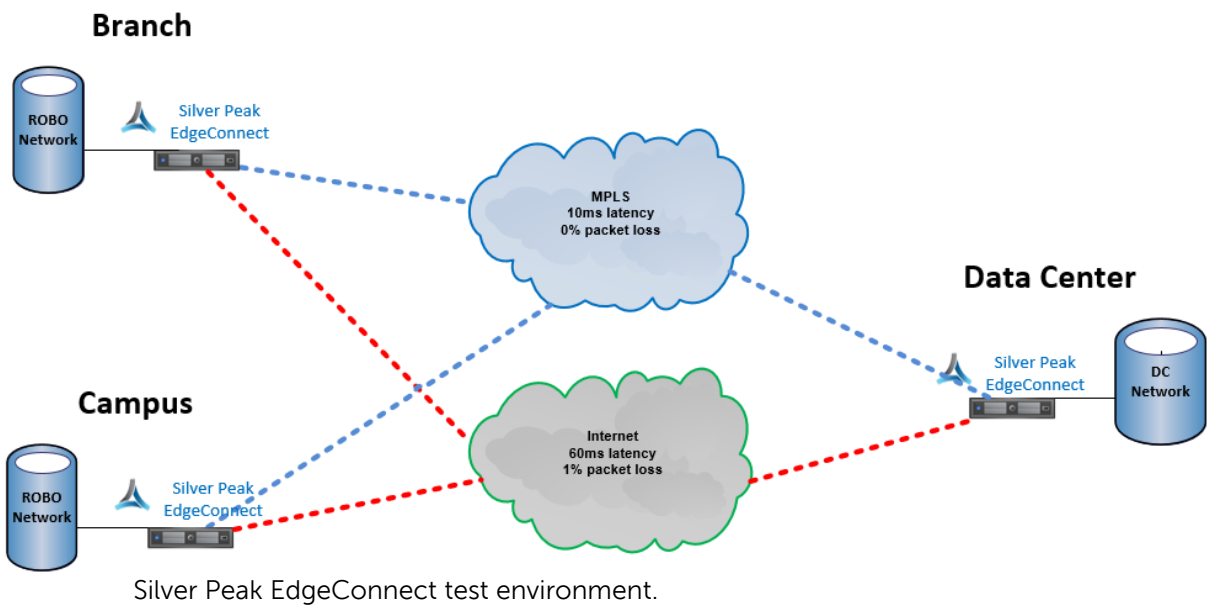 Branch
ROBO
Network
Silver Peak
EdgeConnect
MPLS
10ms latency
0% packet loss
Data Center
Silver Peak
EdgeConnect
DC
Network
Campus
ROBO
Network
Silver Peak
EdgeConnect
Internet
60ms latency
1% packet loss
Silver Peak EdgeConnect test environment.